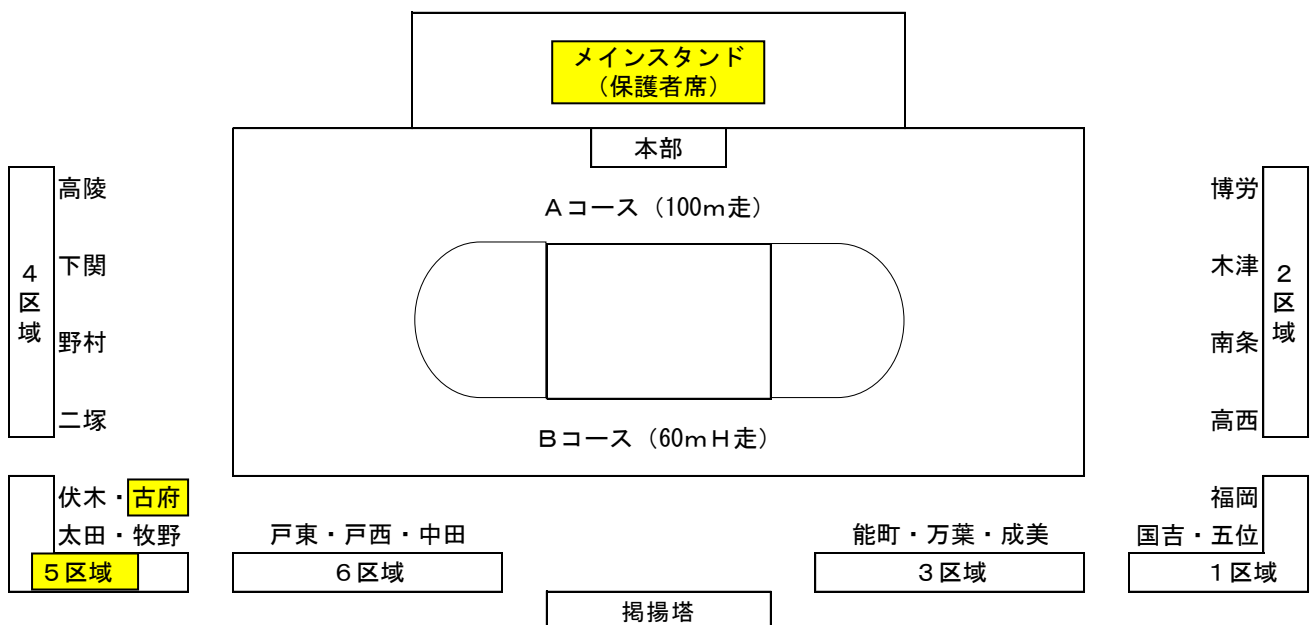 メインスタンド
（保護者席）
本部
Ａコース（100ｍ走）
高陵
下関
野村
二塚
４区域
博労
木津
南条
高西
２区域
Ｂコース（60ｍＨ走）
伏木・古府
太田・牧野
５区域
戸東・戸西・中田
６区域
能町・万葉・成美
３区域
福岡
国吉・五位
１区域
掲揚塔